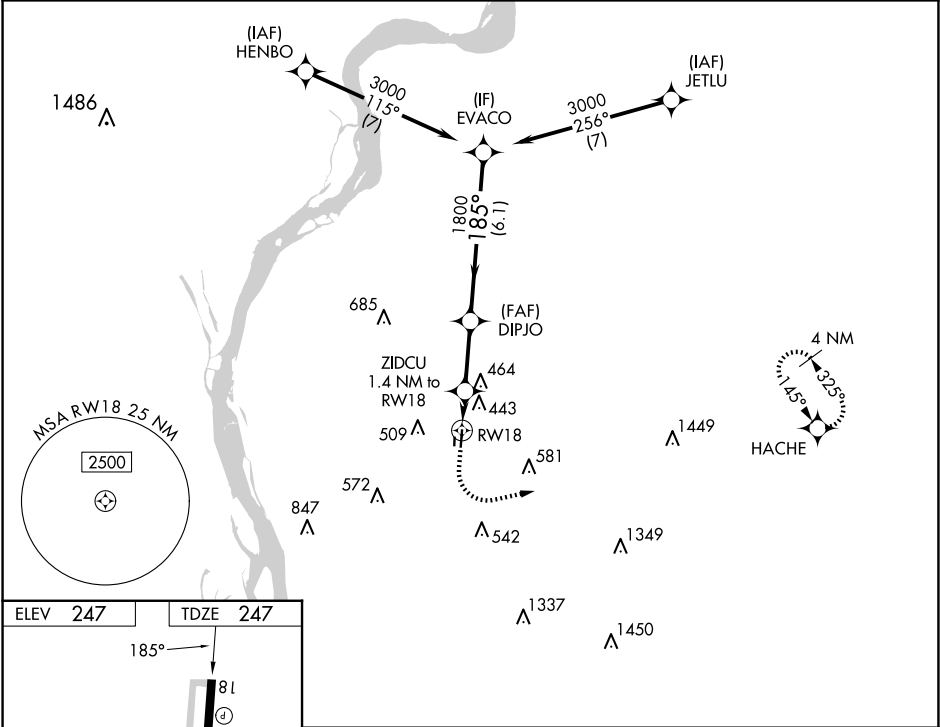 (IAF)
HENBO
(IAF)
JETLU
1486
3000
115°
(7)
(IF)
EVACO
3000
256°
(7)
1800
185°
(6.1)
685
(FAF)
DIPJO
ZIDCU
1.4 NM to
RW18
464
443
509
RW18
4 NM
145°
325°
HACHE
MSA RW18 25 NM
2500
1449
581
572
847
542
1349
1337
1450
ELEV 247
TDZE 247
185°
18
P